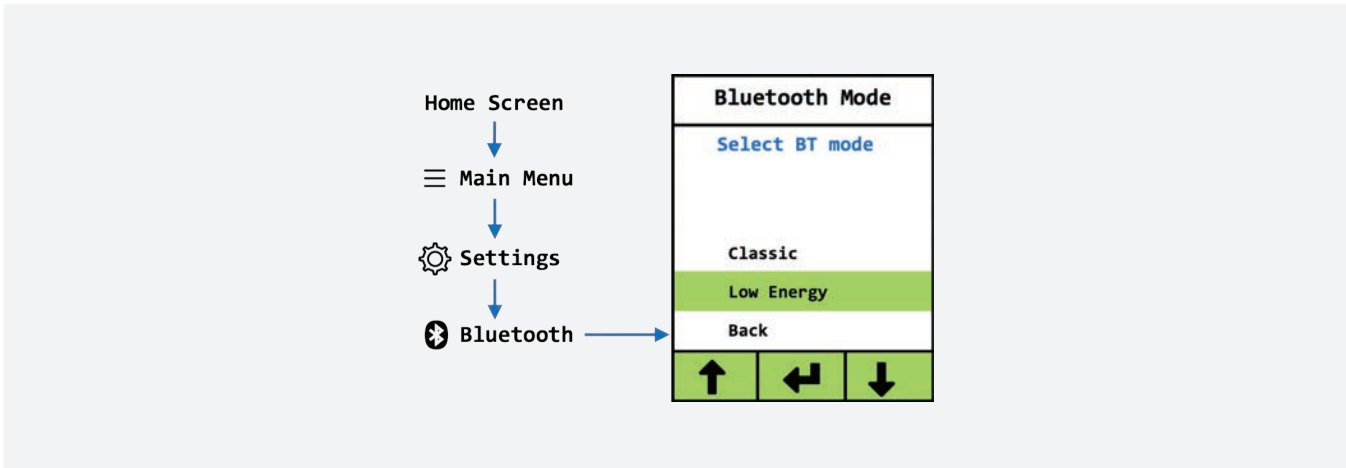 Home Screen
Main Menu
Settings
Bluetooth
Bluetooth Mode
Select BT mode
Classic
Low Energy
Back